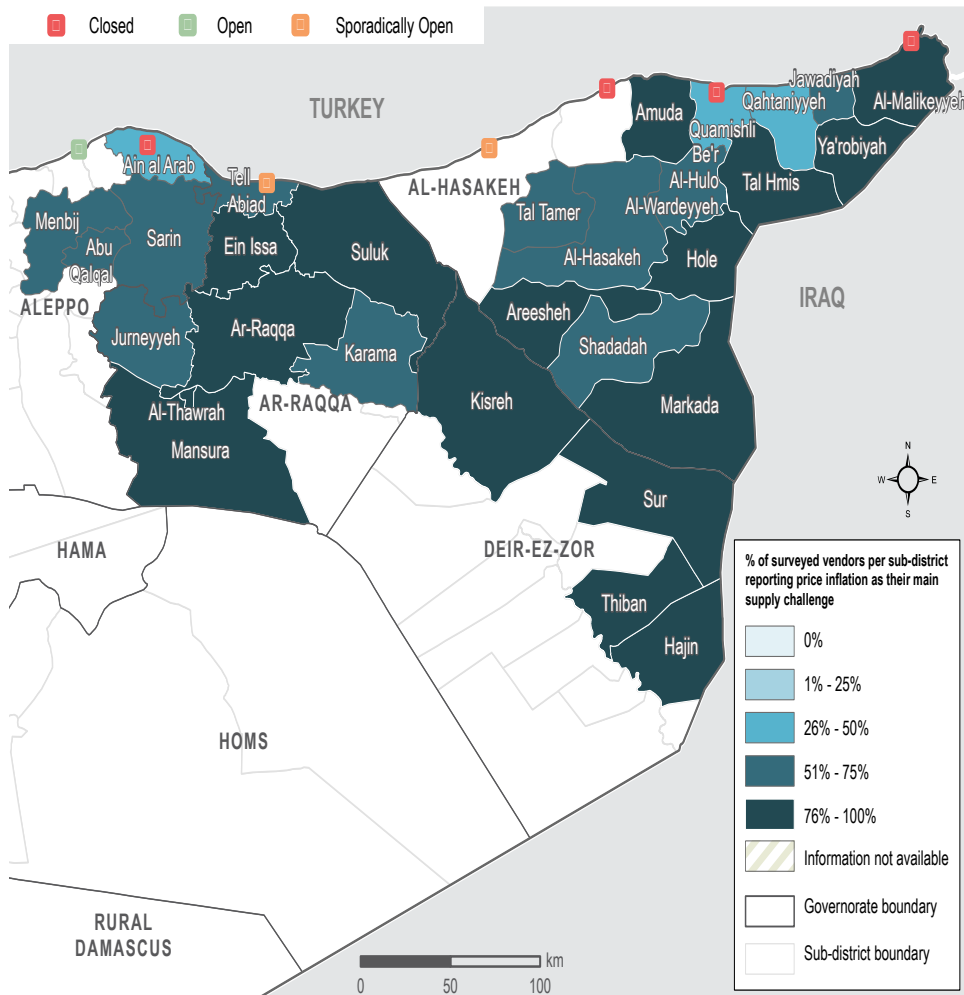 Closed
Open
Sporadically Open
TURKEY
Jawadiyah
Qahtaniyyeh
Al-Malikeyyeh
Amuda
Quamishli
Ya'robiyah
Ain al Arab
Be'r
Al-Hulo
Al-Wardeyyeh
Tal Hmis
AL-HASAKEH
Tell
Abiad
Tal Tamer
Menbij
Sarin
Abu
Qalqal
Ein Issa
Suluk
Al-Hasakeh
Hole
IRAQ
ALEPPO
Areesheh
Jurneyyeh
Ar-Raqqa
Karama
Shadadah
AR-RAQQA
Kisreh
Markada
Al-Thawrah
Mansura
N
W
E
S
Sur
HAMA
DEIR-EZ-ZOR
Thiban
Hajin
HOMS
RURAL
DAMASCUS
% of surveyed vendors per sub-district
reporting price inflation as their main
supply challenge
0%
1% - 25%
26% - 50%
51% - 75%
76% - 100%
Information not available
Governorate boundary
Sub-district boundary
km
0 50 100